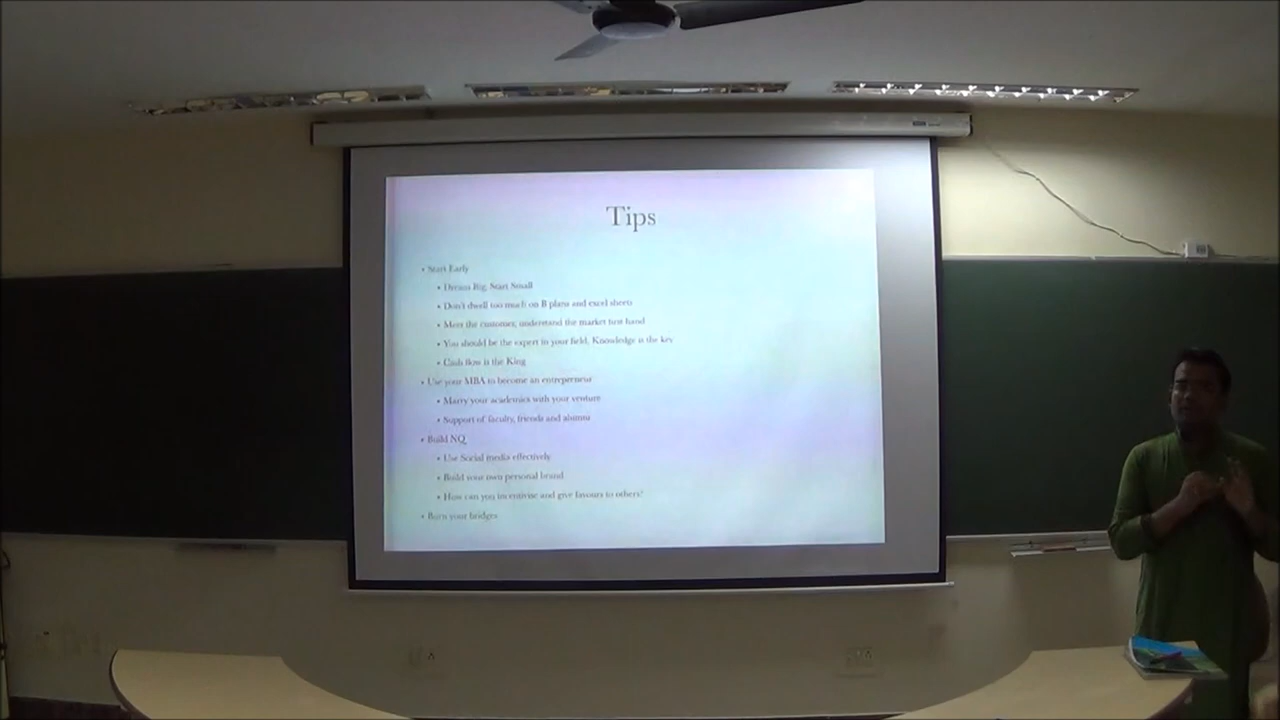 Tips
• Start Early
• Dream Big, Start Small
• Don't dwell too much on B plans and excel sheets
• Meet the customer, understand the market first hand
• You should be the expert in your field, Knowledge is the key
• Cash flow is the King
• Use your MBA to become an entrepreneur
• Marry your academics with your venture
• Support of faculty, friends and alumni
• Build NQ
• Use Social media effectively
• Build your own personal brand
• How can you incentivise and give favours to others?
• Burn your bridges